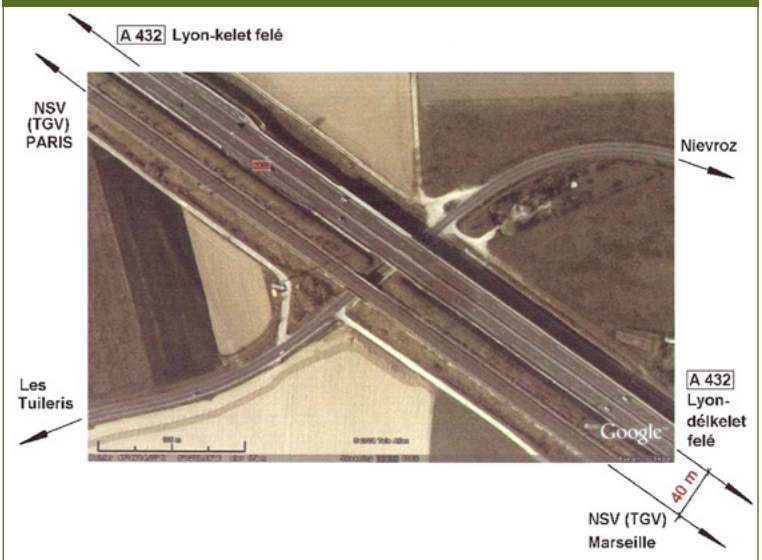 A 432 Lyon-kelet felé
NSV
(TGV)
PARIS
Nievroz
Les
Tuileris
A 432
Lyon-
délkelet
felé
Google
40 m
NSV (TGV)
Marseille